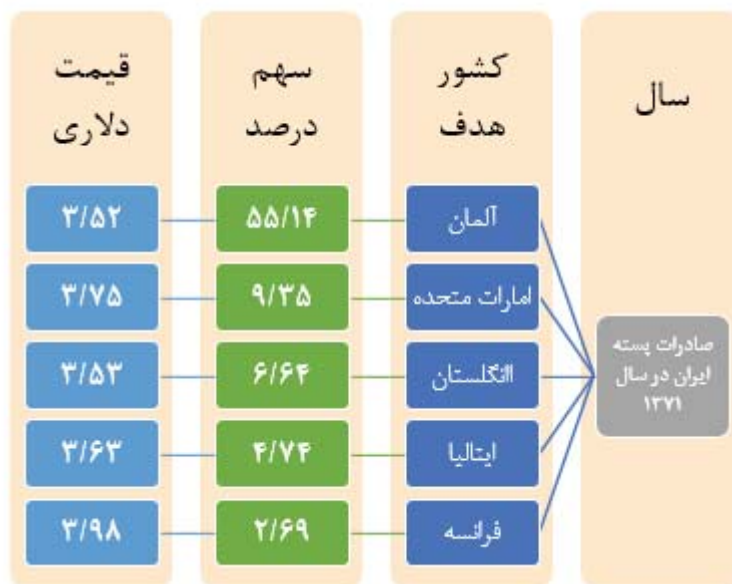 سال
کشور
هدف
سهم
درصد
قیمت
دلاری
صادرات پسته
ایران در سال
۱۳۷۱
آلمان
۵۵/۱۴
۳/۵۲
امارات متحده
۹/۳۵
۳/۷۵
اانگلستان
۶/۶۴
۳/۵۳
ایتالیا
۴/۷۴
۳/۶۳
فرانسه
۲/۶۹
۳/۹۸